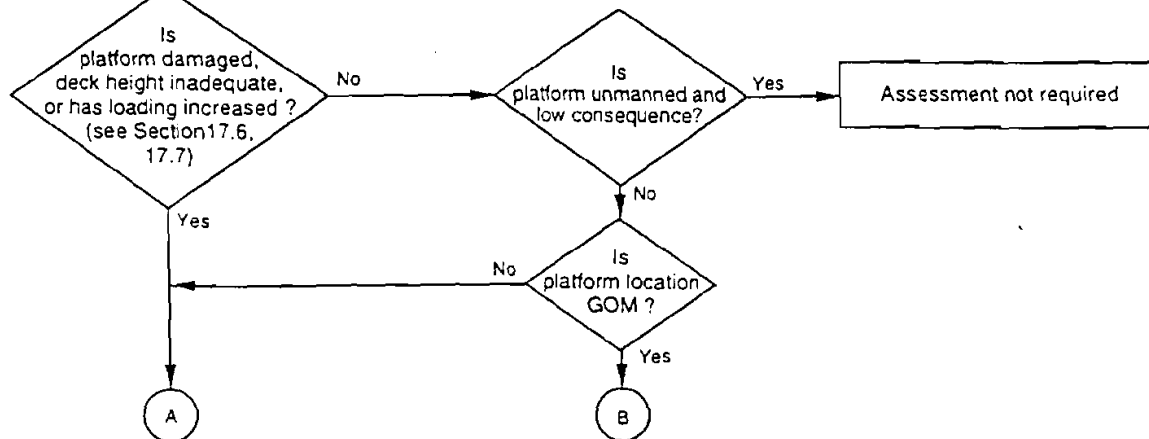 Is
platform damaged,
deck height inadequate,
or has loading increased ?
(see Section17.6,
17.7)
No
Is
platform unmanned and
low consequence?
Yes
Assessment not required
Yes
No
Is
platform location
GOM ?
No
Yes
A
B